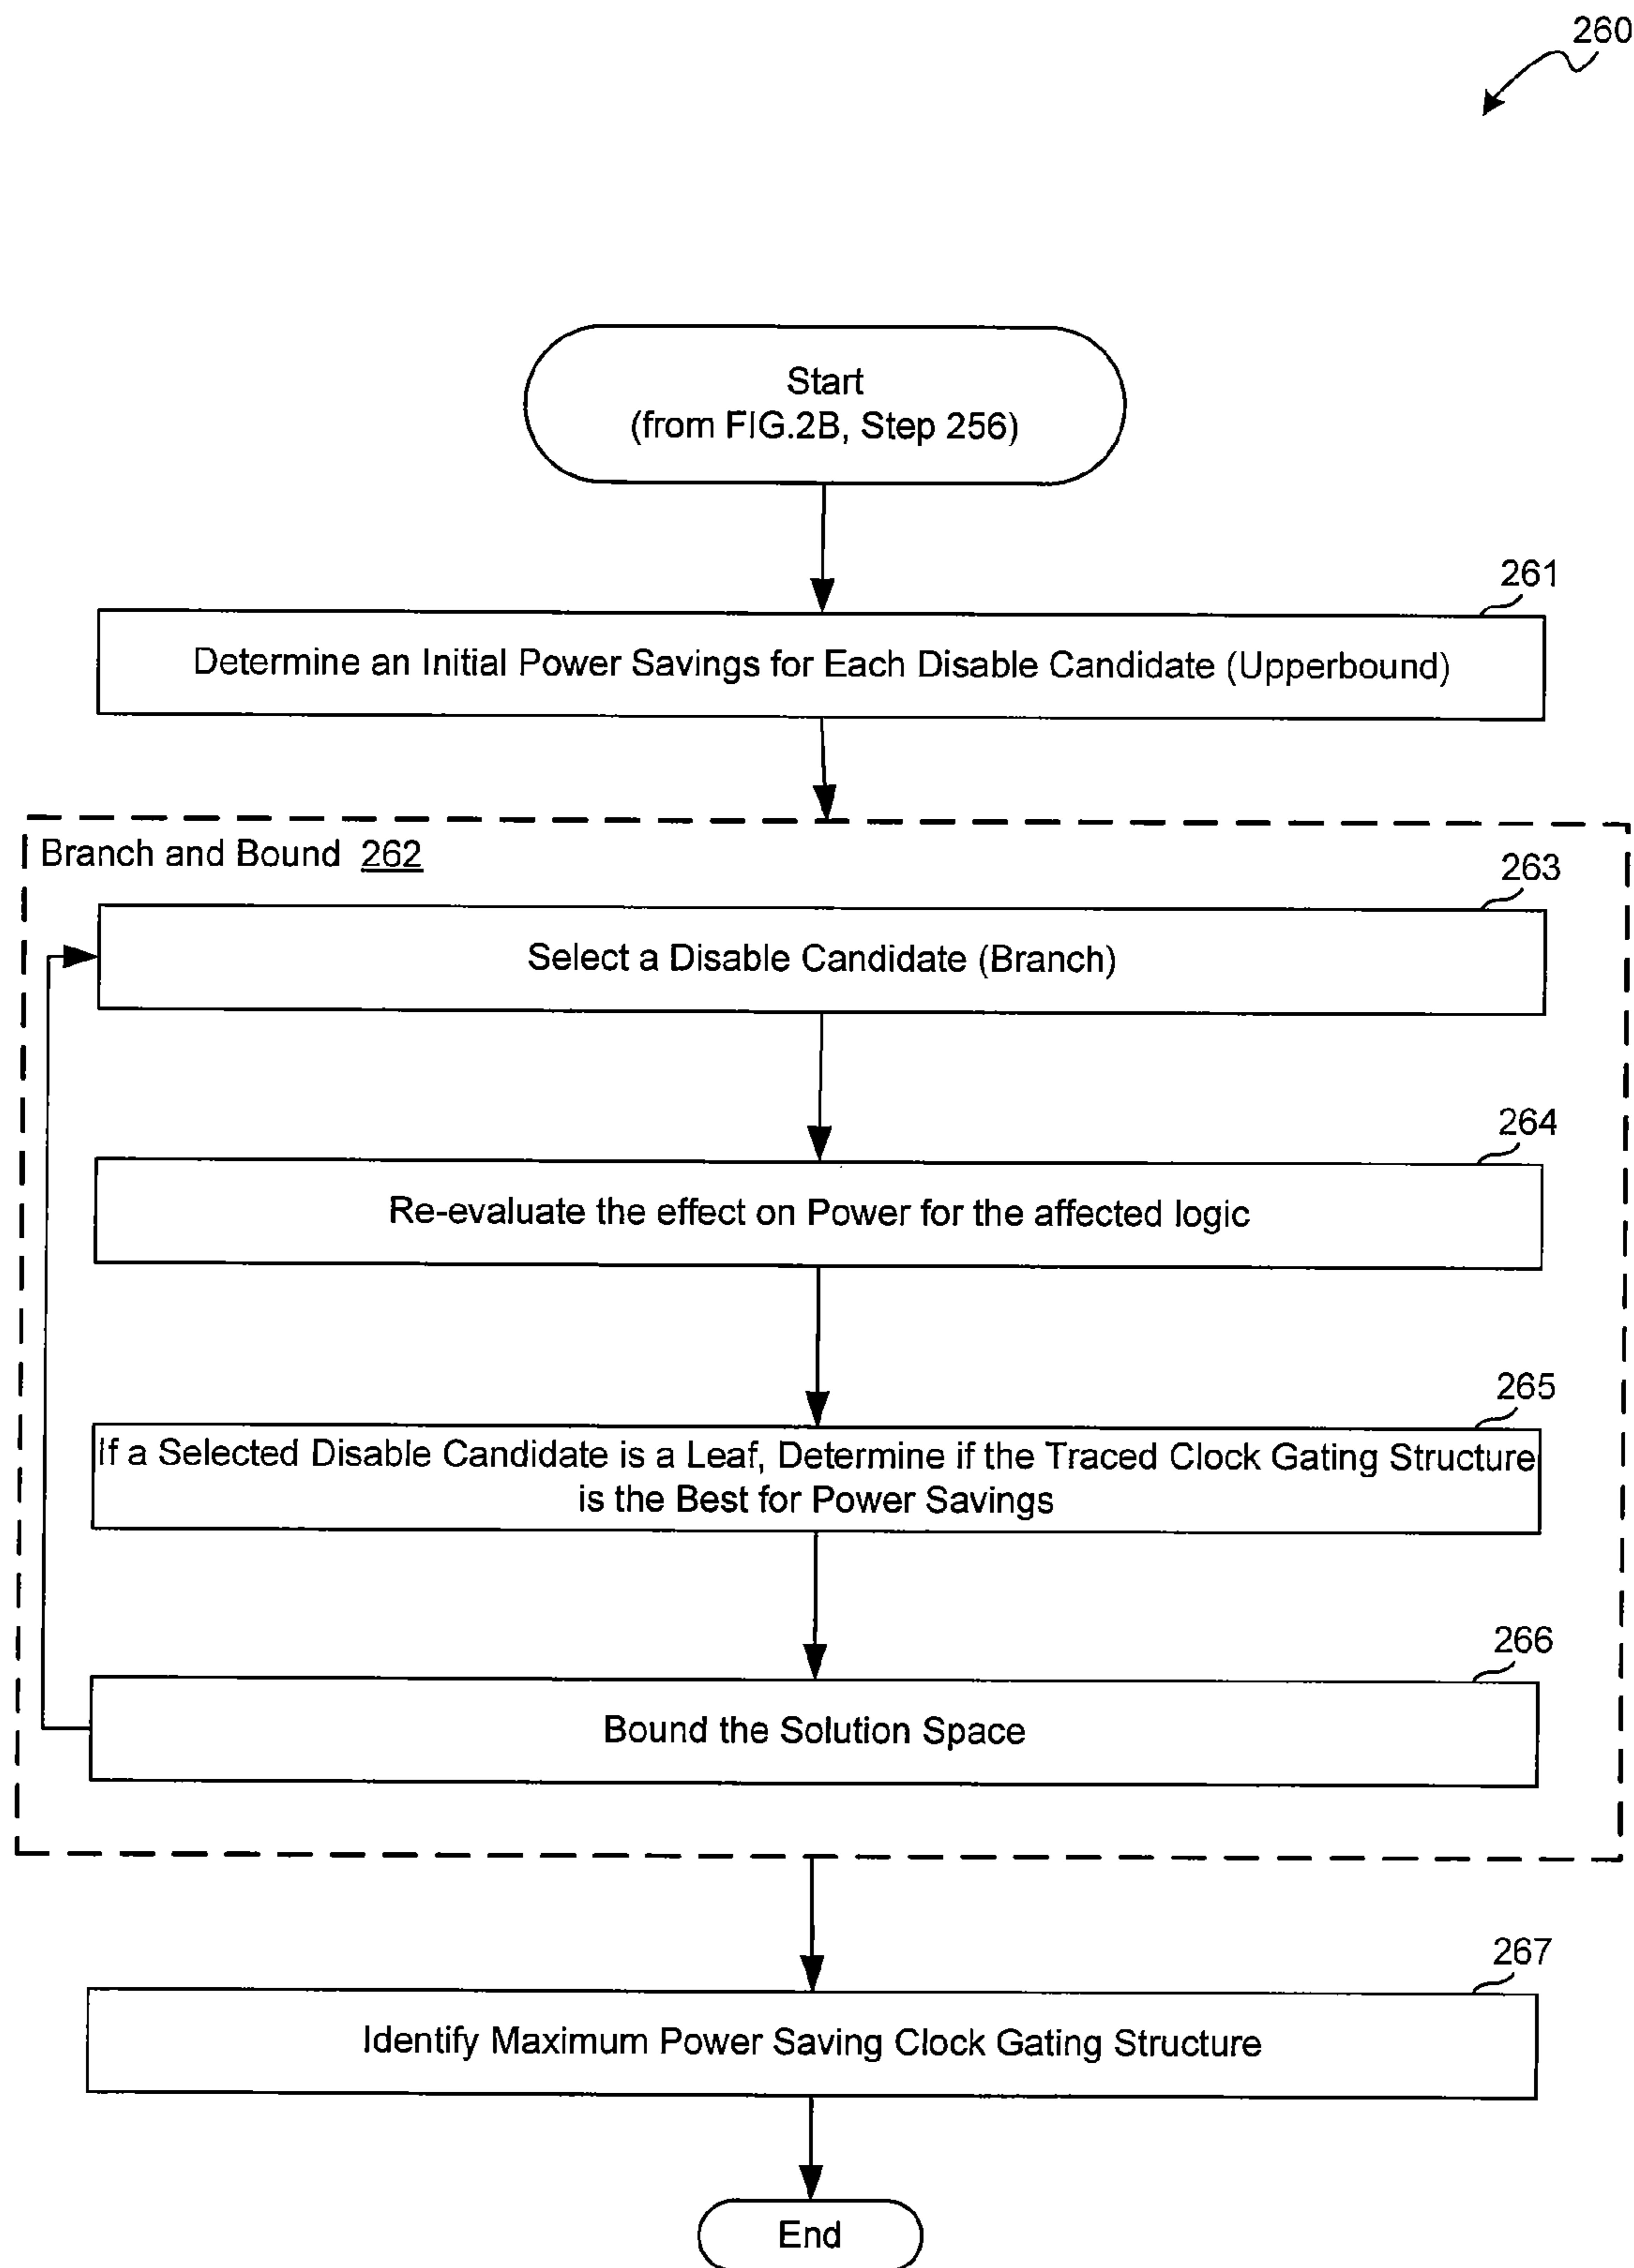 260
Start
(from FIG.2B, Step 256)
261
Determine an Initial Power Savings for Each Disable Candidate (Upperbound)
Branch and Bound 262
263
Select a Disable Candidate (Branch)
264
Re-evaluate the effect on Power for the affected logic
265
If a Selected Disable Candidate is a Leaf, Determine if the Traced Clock Gating Structure
is the Best for Power Savings
266
Bound the Solution Space
267
Identify Maximum Power Saving Clock Gating Structure
End